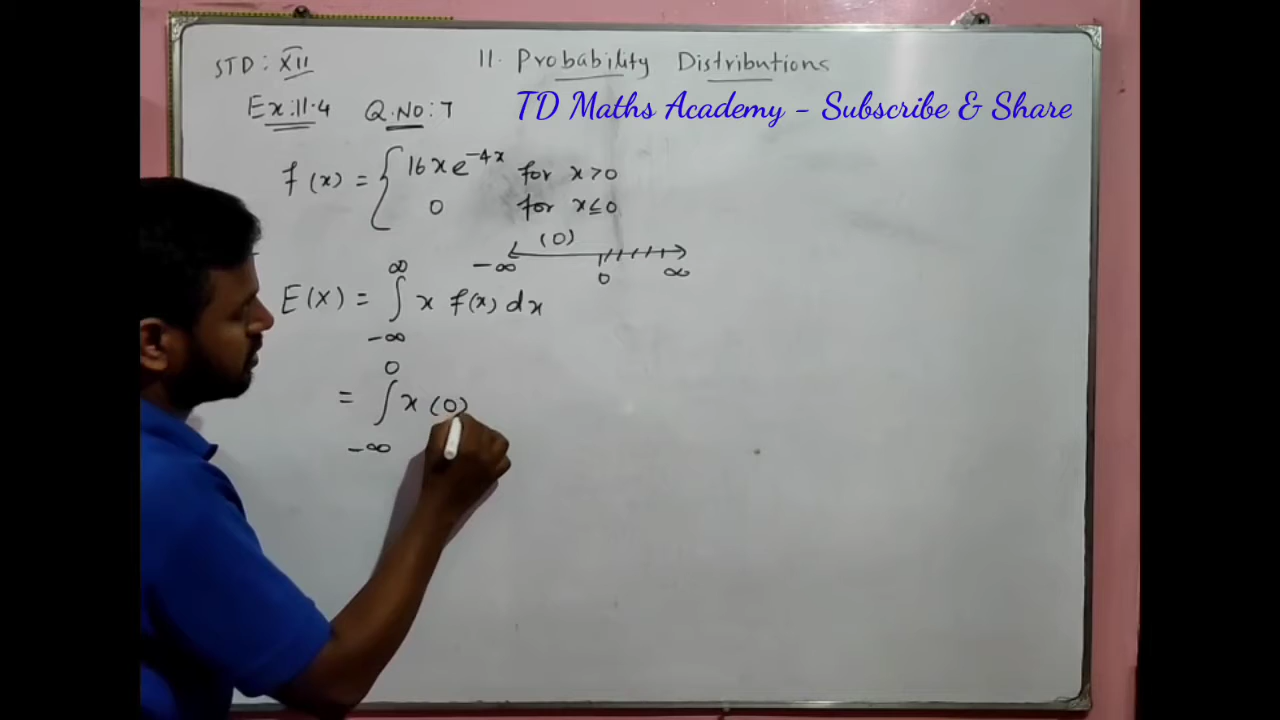 STD : XII
11. Probability Distributions
Ex: 11.4 Q.NO: 7
TD Maths Academy - Subscribe & Share
f(x) = { 16xe^{-4x} for x>0
0 for x≤0
(0)
-∞ 0 ∞
E(X) = ∫_{-∞}^{∞} x f(x) dx
= ∫_{-∞}^{0} x (0)